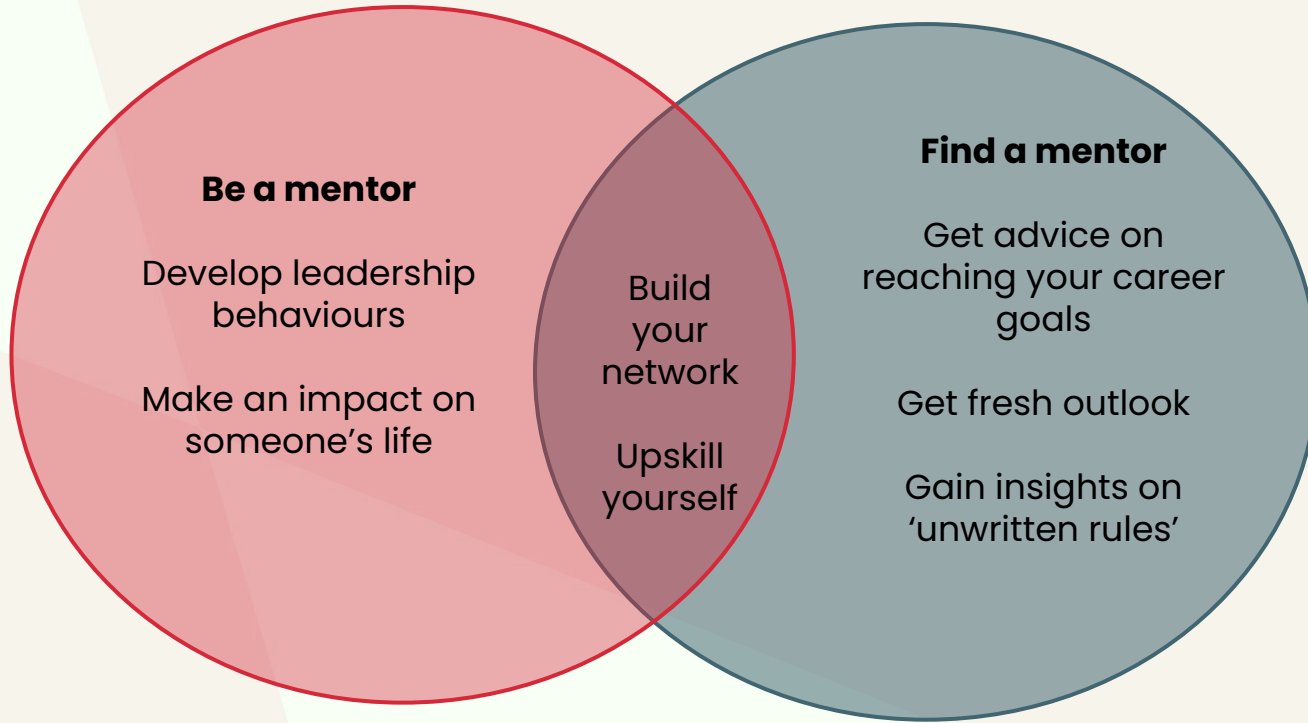 Be a mentor
Develop leadership
behaviours
Make an impact on
someone’s life
Build
your
network
Upskill
yourself
Find a mentor
Get advice on
reaching your career
goals
Get fresh outlook
Gain insights on
‘unwritten rules’